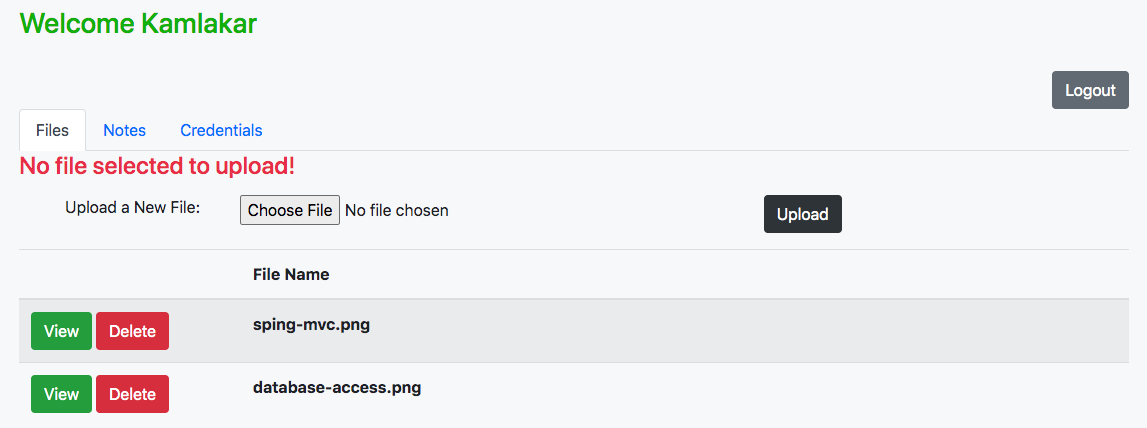 Welcome Kamlakar
Logout
Files Notes Credentials
No file selected to upload!
Upload a New File: Choose File No file chosen Upload
File Name
View Delete sping-mvc.png
View Delete database-access.png